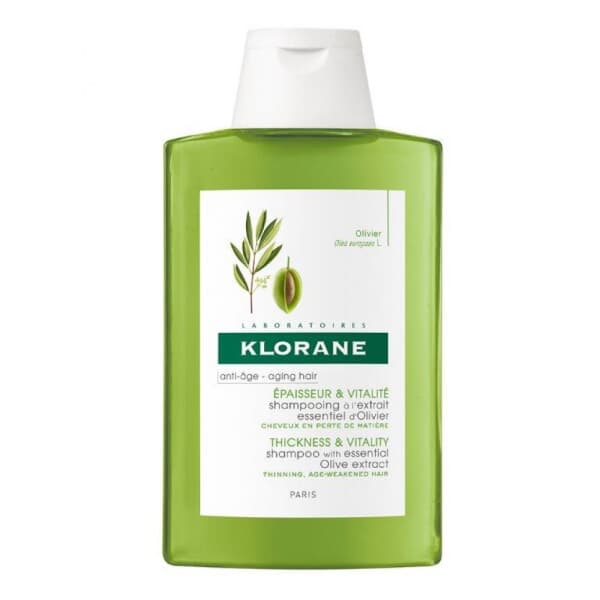 Olivier
Olea europaea L
LABORATOIRES
KLORANE
anti-âge - aging hair
ÉPAISSEUR & VITALITÉ
shampooing à l'extrait
essentiel d'Olivier
CHEVEUX EN PERTE DE MATIÈRE
THICKNESS & VITALITY
shampoo with essential
Olive extract
THINNING, AGE-WEAKENED HAIR
PARIS